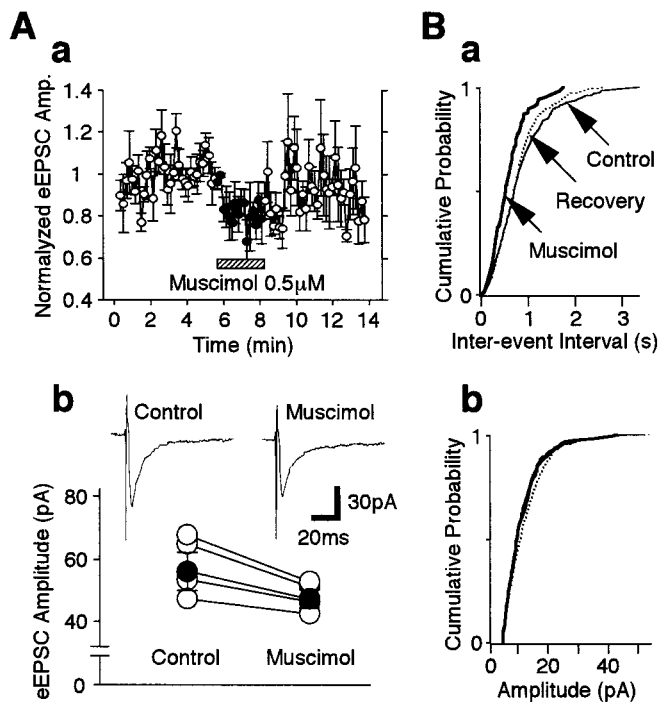 A
a
Normalized eEPSC Amp.
1.4
1.2
1
0.8
0.6
0.4
Muscimol 0.5µM
0 2 4 6 8 10 12 14
Time (min)
b
Control
Muscimol
30pA
20ms
eEPSC Amplitude (pA)
80
60
40
0
Control
Muscimol
B
a
Cumulative Probability
1
0
Control
Recovery
Muscimol
0 1 2 3
Inter-event Interval (s)
b
Cumulative Probability
1
0
0 20 40
Amplitude (pA)